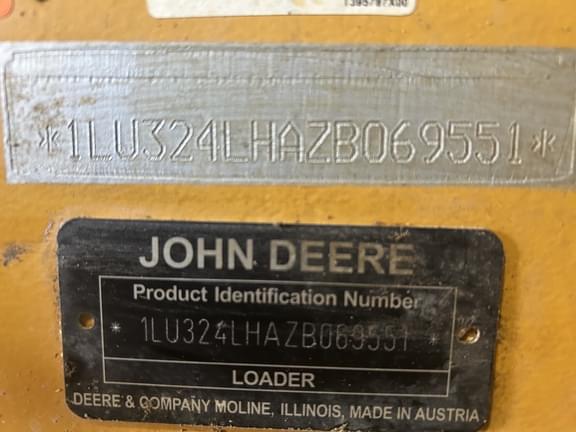 *1LU324LHAZB069551*
JOHN DEERE
Product Identification Number
* 1LU324LHAZB069551 *
LOADER
DEERE & COMPANY MOLINE, ILLINOIS, MADE IN AUSTRIA